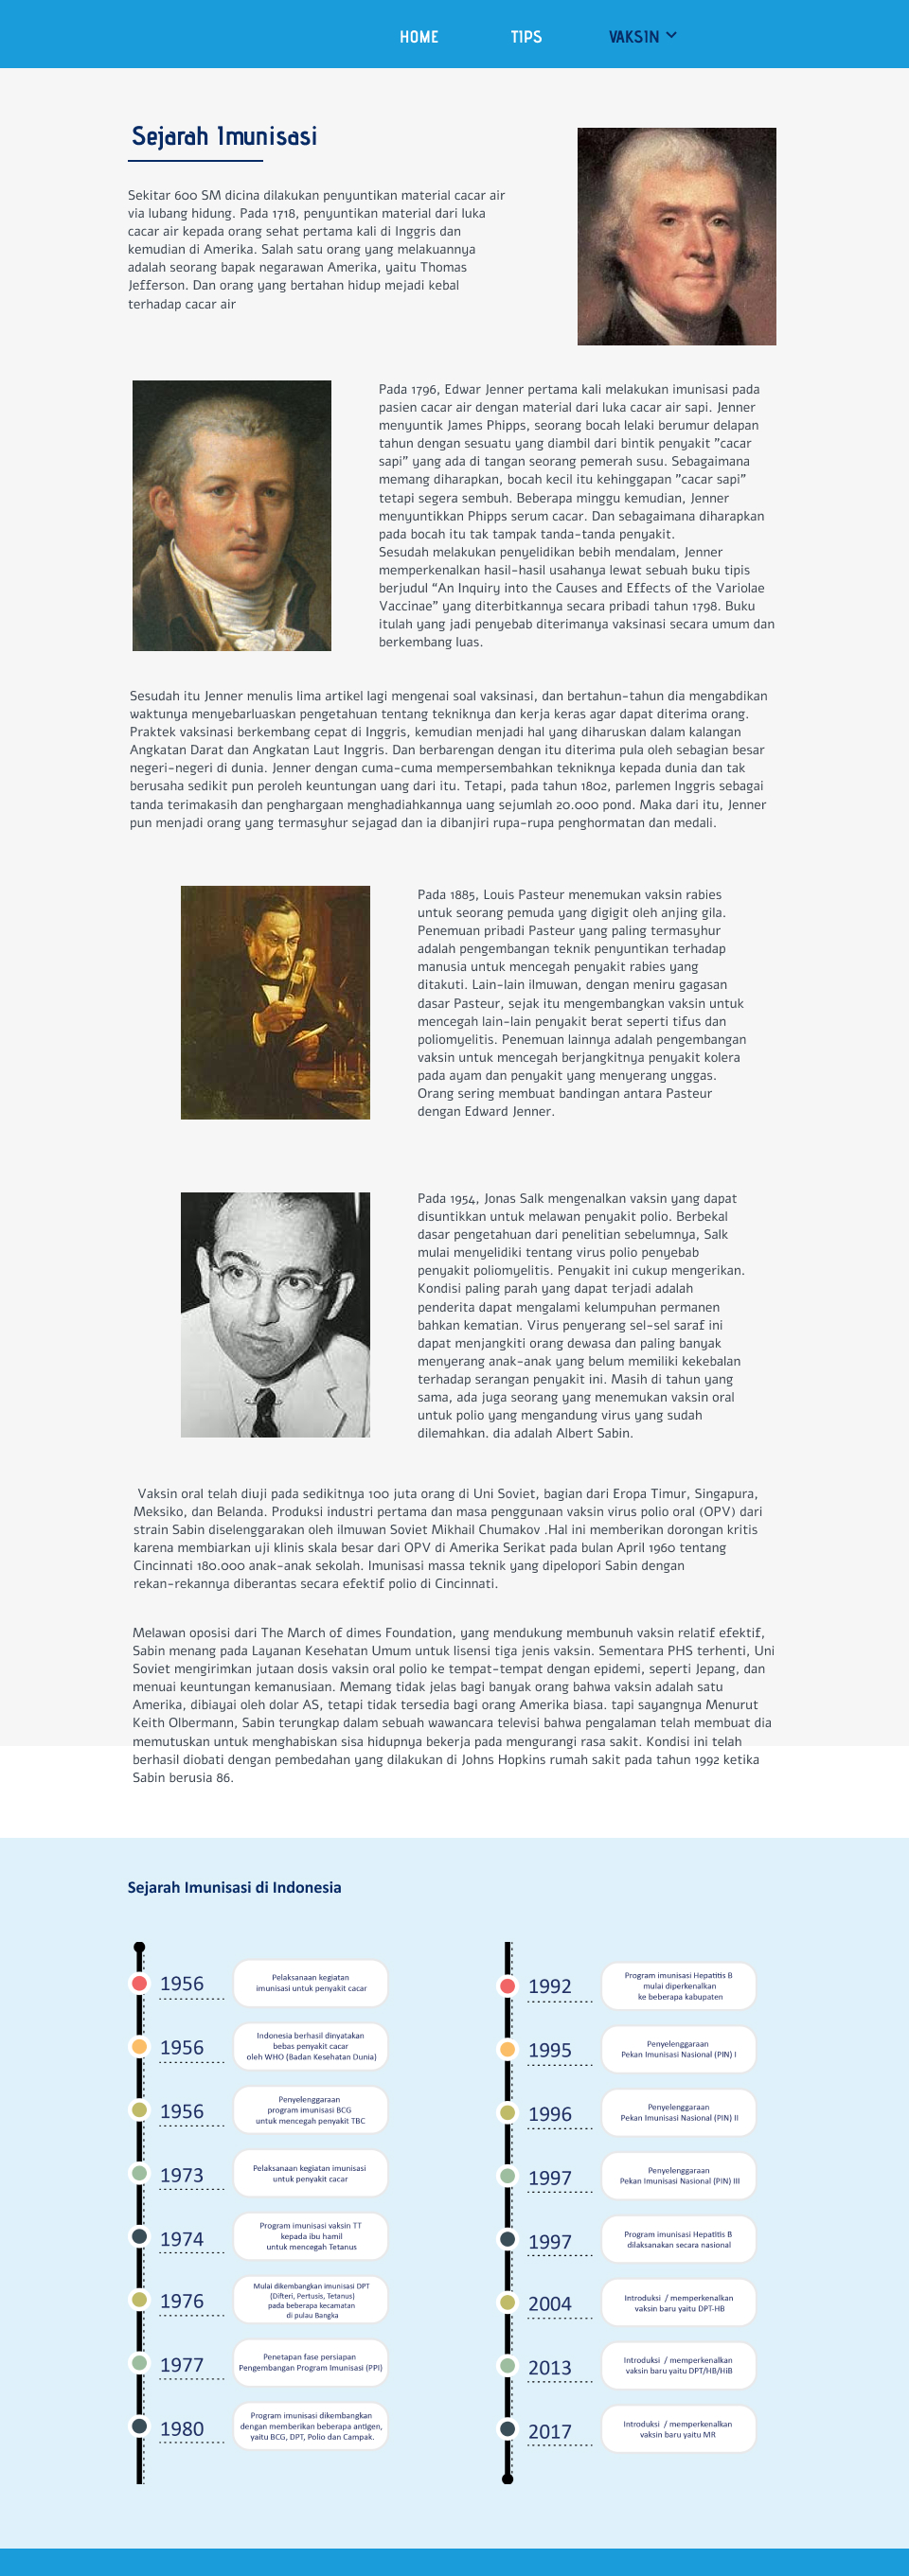 HOME TIPS VAKSIN
Sejarah Imunisasi
Sekitar 600 SM dicina dilakukan penyuntikan material cacar air
via lubang hidung. Pada 1718, penyuntikan material dari luka
cacar air kepada orang sehat pertama kali di Inggris dan
kemudian di Amerika. Salah satu orang yang melakuannya
adalah seorang bapak negarawan Amerika, yaitu Thomas
Jefferson. Dan orang yang bertahan hidup mejadi kebal
terhadap cacar air
Pada 1796, Edwar Jenner pertama kali melakukan imunisasi pada
pasien cacar air dengan material dari luka cacar air sapi. Jenner
menyuntik James Phipps, seorang bocah lelaki berumur delapan
tahun dengan sesuatu yang diambil dari bintik penyakit "cacar
sapi" yang ada di tangan seorang pemerah susu. Sebagaimana
memang diharapkan, bocah kecil itu kehinggapan "cacar sapi"
tetapi segera sembuh. Beberapa minggu kemudian, Jenner
menyuntikkan Phipps serum cacar. Dan sebagaimana diharapkan
pada bocah itu tak tampak tanda-tanda penyakit.
Sesudah melakukan penyelidikan bebih mendalam, Jenner
memperkenalkan hasil-hasil usahanya lewat sebuah buku tipis
berjudul “An Inquiry into the Causes and Effects of the Variolae
Vaccinae” yang diterbitkannya secara pribadi tahun 1798. Buku
itulah yang jadi penyebab diterimanya vaksinasi secara umum dan
berkembang luas.
Sesudah itu Jenner menulis lima artikel lagi mengenai soal vaksinasi, dan bertahun-tahun dia mengabdikan
waktunya menyebarluaskan pengetahuan tentang tekniknya dan kerja keras agar dapat diterima orang.
Praktek vaksinasi berkembang cepat di Inggris, kemudian menjadi hal yang diharuskan dalam kalangan
Angkatan Darat dan Angkatan Laut Inggris. Dan berbarengan dengan itu diterima pula oleh sebagian besar
negeri-negeri di dunia. Jenner dengan cuma-cuma mempersembahkan tekniknya kepada dunia dan tak
berusaha sedikit pun peroleh keuntungan uang dari itu. Tetapi, pada tahun 1802, parlemen Inggris sebagai
tanda terimakasih dan penghargaan menghadiahkannya uang sejumlah 20.000 pond. Maka dari itu, Jenner
pun menjadi orang yang termasyhur sejagad dan ia dibanjiri rupa-rupa penghormatan dan medali.
Pada 1885, Louis Pasteur menemukan vaksin rabies
untuk seorang pemuda yang digigit oleh anjing gila.
Penemuan pribadi Pasteur yang paling termasyhur
adalah pengembangan teknik penyuntikan terhadap
manusia untuk mencegah penyakit rabies yang
ditakuti. Lain-lain ilmuwan, dengan meniru gagasan
dasar Pasteur, sejak itu mengembangkan vaksin untuk
mencegah lain-lain penyakit berat seperti tifus dan
poliomyelitis. Penemuan lainnya adalah pengembangan
vaksin untuk mencegah berjangkitnya penyakit kolera
pada ayam dan penyakit yang menyerang unggas.
Orang sering membuat bandingan antara Pasteur
dengan Edward Jenner.
Pada 1954, Jonas Salk mengenalkan vaksin yang dapat
disuntikkan untuk melawan penyakit polio. Berbekal
dasar pengetahuan dari penelitian sebelumnya, Salk
mulai menyelidiki tentang virus polio penyebab
penyakit poliomyelitis. Penyakit ini cukup mengerikan.
Kondisi paling parah yang dapat terjadi adalah
penderita dapat mengalami kelumpuhan permanen
bahkan kematian. Virus penyerang sel-sel saraf ini
dapat menjangkiti orang dewasa dan paling banyak
menyerang anak-anak yang belum memiliki kekebalan
terhadap serangan penyakit ini. Masih di tahun yang
sama, ada juga seorang yang menemukan vaksin oral
untuk polio yang mengandung virus yang sudah
dilemahkan. dia adalah Albert Sabin.
Vaksin oral telah diuji pada sedikitnya 100 juta orang di Uni Soviet, bagian dari Eropa Timur, Singapura,
Meksiko, dan Belanda. Produksi industri pertama dan masa penggunaan vaksin virus polio oral (OPV) dari
strain Sabin diselenggarakan oleh ilmuwan Soviet Mikhail Chumakov .Hal ini memberikan dorongan kritis
karena membiarkan uji klinis skala besar dari OPV di Amerika Serikat pada bulan April 1960 tentang
Cincinnati 180.000 anak-anak sekolah. Imunisasi massa teknik yang dipelopori Sabin dengan
rekan-rekannya diberantas secara efektif polio di Cincinnati.
Melawan oposisi dari The March of dimes Foundation, yang mendukung membunuh vaksin relatif efektif,
Sabin menang pada Layanan Kesehatan Umum untuk lisensi tiga jenis vaksin. Sementara PHS terhenti, Uni
Soviet mengirimkan jutaan dosis vaksin oral polio ke tempat-tempat dengan epidemi, seperti Jepang, dan
menuai keuntungan kemanusiaan. Memang tidak jelas bagi banyak orang bahwa vaksin adalah satu
Amerika, dibiayai oleh dolar AS, tetapi tidak tersedia bagi orang Amerika biasa. tapi sayangnya Menurut
Keith Olbermann, Sabin terungkap dalam sebuah wawancara televisi bahwa pengalaman telah membuat dia
memutuskan untuk menghabiskan sisa hidupnya bekerja pada mengurangi rasa sakit. Kondisi ini telah
berhasil diobati dengan pembedahan yang dilakukan di Johns Hopkins rumah sakit pada tahun 1992 ketika
Sabin berusia 86.
Sejarah Imunisasi di Indonesia
1956
Pelaksanaan kegiatan
imunisasi untuk penyakit cacar
1956
Indonesia berhasil dinyatakan
bebas penyakit cacar
oleh WHO (Badan Kesehatan Dunia)
1956
Penyelenggaraan
program imunisasi BCG
untuk mencegah penyakit TBC
1973
Pelaksanaan kegiatan imunisasi
untuk penyakit cacar
1974
Program imunisasi vaksin TT
kepada ibu hamil
untuk mencegah Tetanus
1976
Mulai dikembangkan imunisasi DPT
(Difteri, Pertusis, Tetanus)
pada beberapa kecamatan
di pulau Bangka
1977
Penetapan fase persiapan
Pengembangan Program Imunisasi (PPI)
1980
Program imunisasi dikembangkan
dengan memberikan beberapa antigen,
yaitu BCG, DPT, Polio dan Campak.
1992
Program imunisasi Hepatitis B
mulai diperkenalkan
ke beberapa kabupaten
1995
Penyelenggaraan
Pekan Imunisasi Nasional (PIN) I
1996
Penyelenggaraan
Pekan Imunisasi Nasional (PIN) II
1997
Penyelenggaraan
Pekan Imunisasi Nasional (PIN) III
1997
Program imunisasi Hepatitis B
dilaksanakan secara nasional
2004
Introduksi / memperkenalkan
vaksin baru yaitu DPT-HB
2013
Introduksi / memperkenalkan
vaksin baru yaitu DPT/HB/HiB
2017
Introduksi / memperkenalkan
vaksin baru yaitu MR